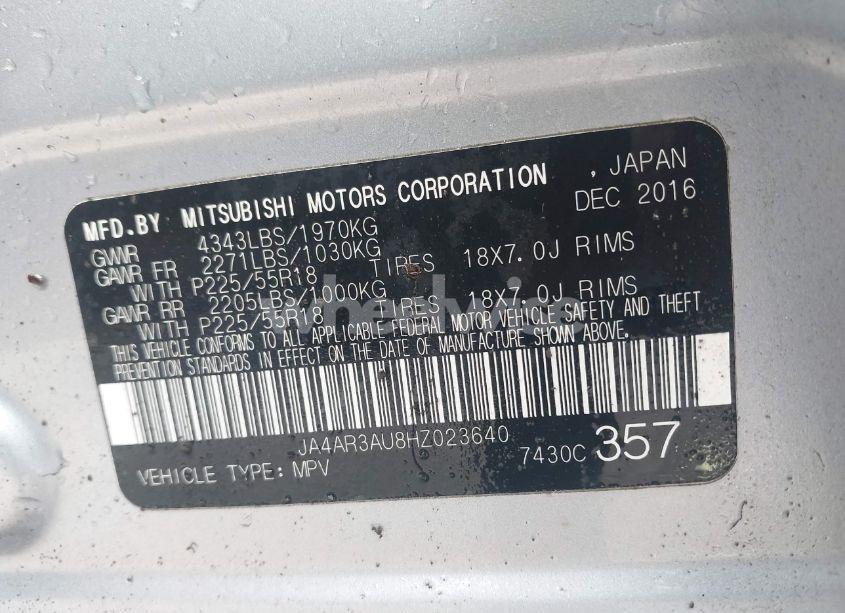 MFD.BY MITSUBISHI MOTORS CORPORATION , JAPAN
GVWR 4343LBS/1970KG DEC 2016
GAWR FR 2271LBS/1030KG
WITH P225/55R18 TIRES 18X7.0J RIMS
GAWR RR 2205LBS/1000KG
WITH P225/55R18 TIRES 18X7.0J RIMS
THIS VEHICLE CONFORMS TO ALL APPLICABLE FEDERAL MOTOR VEHICLE SAFETY AND THEFT
PREVENTION STANDARDS IN EFFECT ON THE DATE OF MANUFACTURE SHOWN ABOVE.
JA4AR3AU8HZ023640
VEHICLE TYPE: MPV 7430C 357